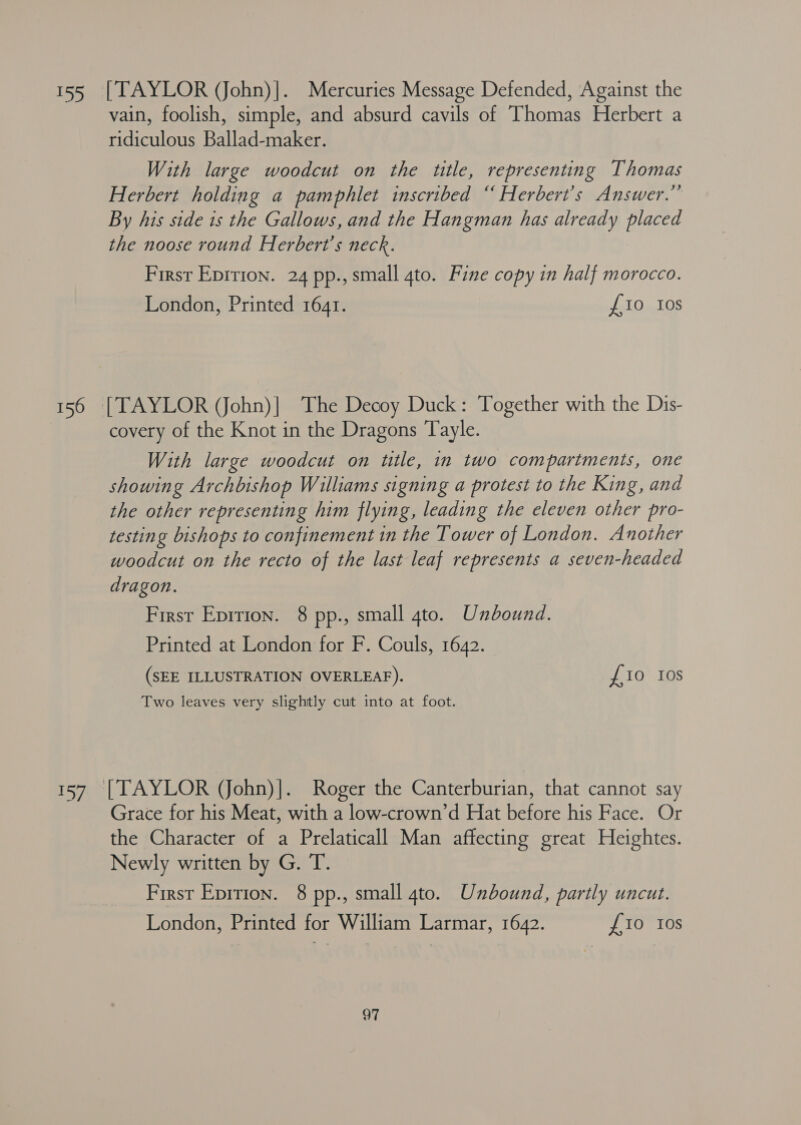 155 [TAYLOR (John)]. Mercuries Message Defended, Against the
vain, foolish, simple, and absurd cavils of Thomas Herbert a
ridiculous Ballad-maker.
With large woodcut on the title, representing Thomas
Herbert holding a pamphlet inscribed “Herbert's Answer.”
By his side is the Gallows, and the Hangman has already placed
the noose round Herbert's neck.
First Edition. 24 pp., small 4to. Fine copy in half morocco.
London, Printed 1641. £10 10s
156 [TAYLOR (John)] The Decoy Duck: Together with the Dis-
covery of the Knot in the Dragons Tayle.
With large woodcut on title, in two compartments, one
showing Archbishop Williams signing a protest to the King, and
the other representing him flying, leading the eleven other pro-
testing bishops to confinement in the Tower of London. Another
woodcut on the recto of the last leaf represents a seven-headed
dragon.
First Edition. 8 pp., small 4to. Unbound.
Printed at London for F. Couls, 1642.
(SEE ILLUSTRATION OVERLEAF). £10 10s
Two leaves very slightly cut into at foot.
157 [TAYLOR (John)]. Roger the Canterburian, that cannot say
Grace for his Meat, with a low-crown'd Hat before his Face. Or
the Character of a Prelaticall Man affecting great Heightes.
Newly written by G. T.
First Edition. 8 pp., small 4to. Unbound, partly uncut.
London, Printed for William Larmar, 1642. £10 10s
97